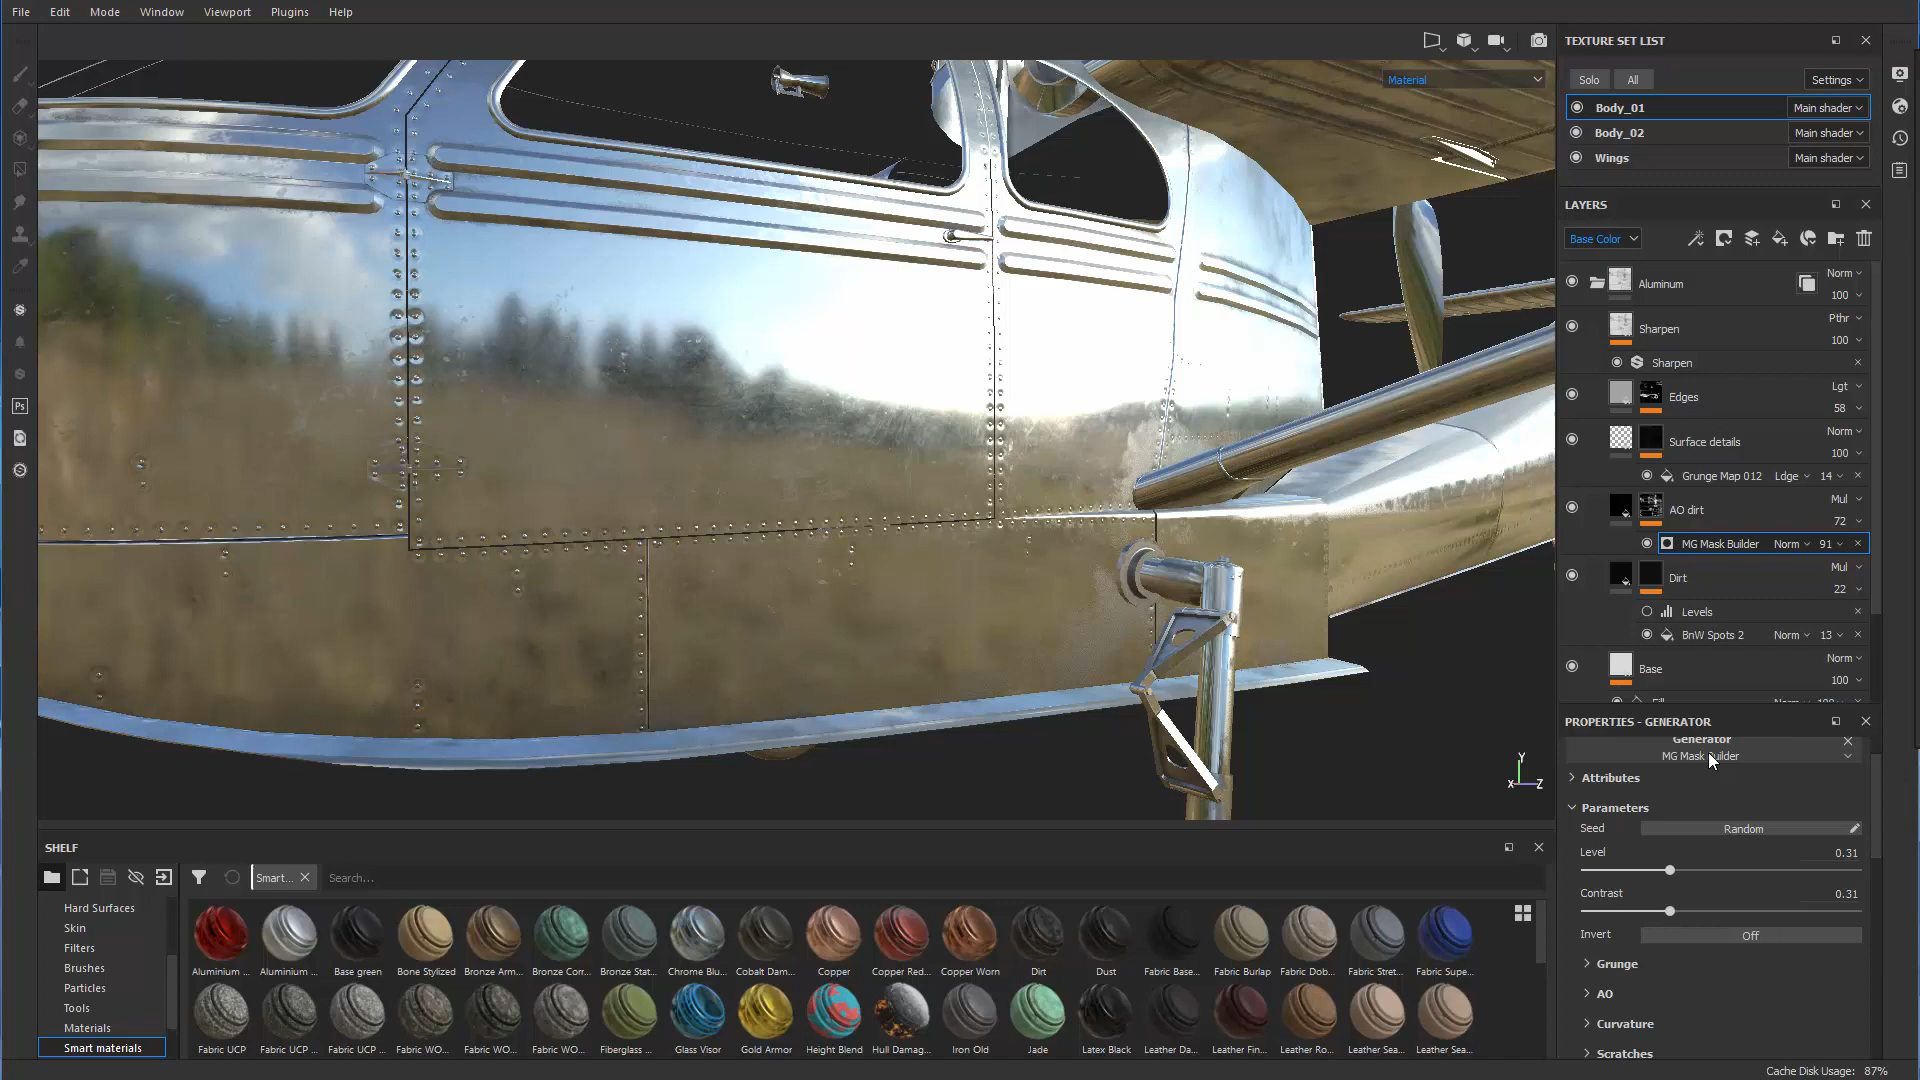 File Edit Mode Window Viewport Plugins Help
Material
TEXTURE SET LIST
Solo All Settings
Body_01 Main shader
Body_02 Main shader
Wings Main shader
LAYERS
Base Color
Aluminum Norm 100
Sharpen Pthr 100
Sharpen
Edges Lgt 58
Surface details Norm 100
Grunge Map 012 Ldge 14
AO dirt Mul 72
MG Mask Builder Norm 91
Dirt Mul 22
Levels
BnW Spots 2 Norm 13
Base Norm 100
PROPERTIES - GENERATOR
Generator
MG Mask Builder
Attributes
Parameters
Seed Random
Level 0.31
Contrast 0.31
Invert Off
Grunge
AO
Curvature
Scratches
Ps
Y
X Z
SHELF
Smart... Search...
Hard Surfaces
Skin
Filters
Brushes
Particles
Tools
Materials
Smart materials
Aluminium ... Aluminium ... Base green Bone Stylized Bronze Arm... Bronze Corr... Bronze Stat... Chrome Blu... Cobalt Dam... Copper Copper Red... Copper Worn Dirt Dust Fabric Base... Fabric Burlap Fabric Dob... Fabric Stret... Fabric Supe...
Fabric UCP Fabric UCP ... Fabric UCP ... Fabric WO... Fabric WO... Fabric WO... Fiberglass ... Glass Visor Gold Armor Height Blend Hull Damag... Iron Old Jade Latex Black Leather Da... Leather Fin... Leather Ro... Leather Sea... Leather Sea...
Cache Disk Usage: 87%